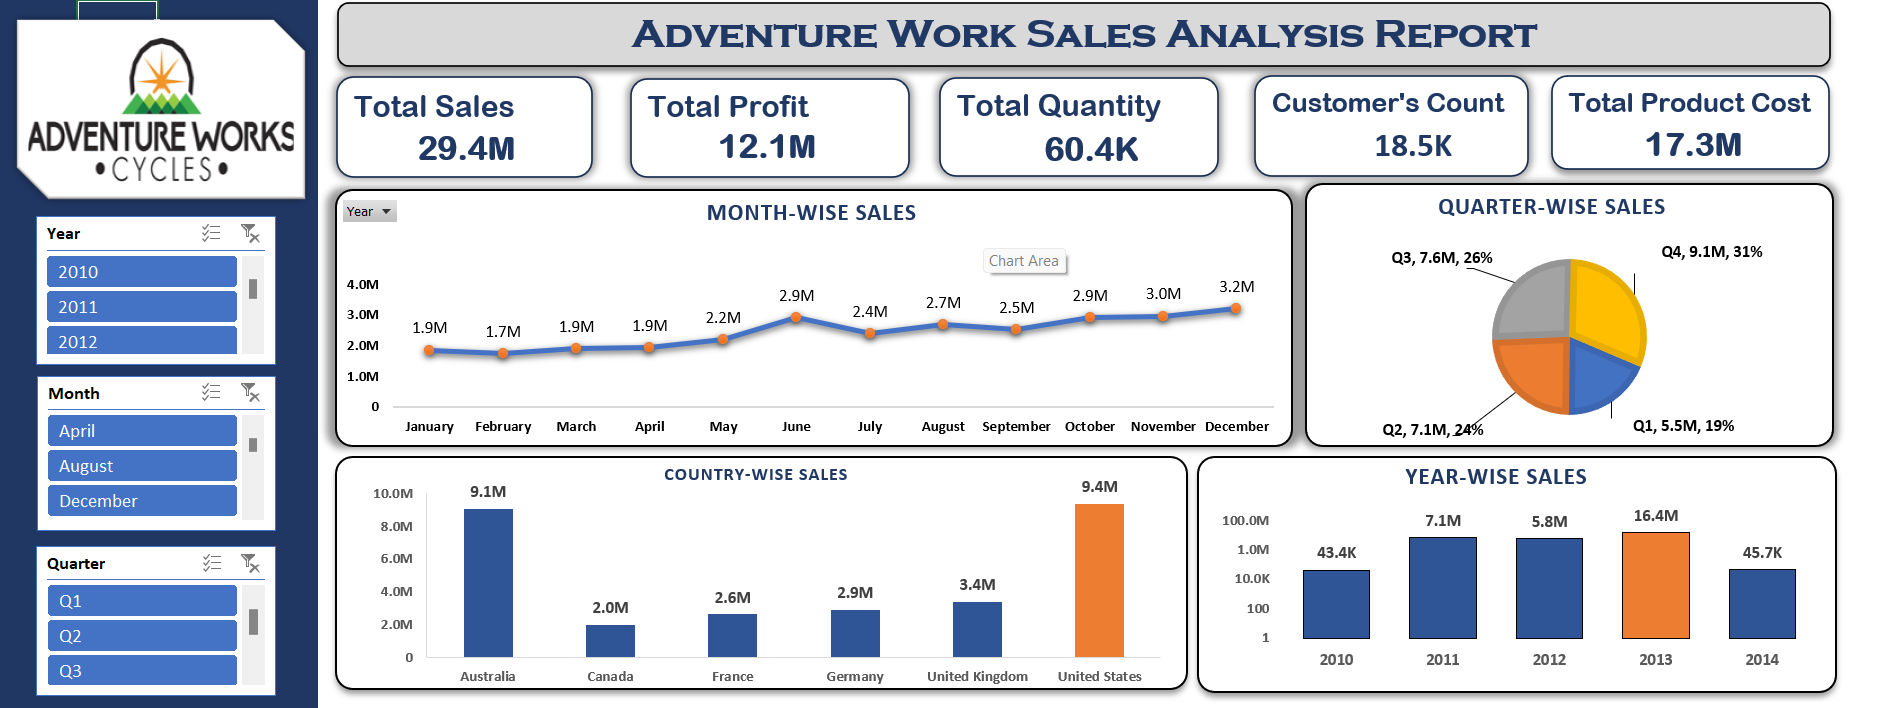 ADVENTURE WORKS
•CYCLES•
Year
2010
2011
2012
Month
April
August
December
Quarter
Q1
Q2
Q3
ADVENTURE WORK SALES ANALYSIS REPORT
Total Sales
29.4M
Total Profit
12.1M
Total Quantity
60.4K
Customer's Count
18.5K
Total Product Cost
17.3M
Year
MONTH-WISE SALES
Chart Area
4.0M
3.0M
2.0M
1.0M
0
1.9M 1.7M 1.9M 1.9M 2.2M 2.9M 2.4M 2.7M 2.5M 2.9M 3.0M 3.2M
January February March April May June July August September October November December
QUARTER-WISE SALES
Q3, 7.6M, 26%
Q4, 9.1M, 31%
Q2, 7.1M, 24%
Q1, 5.5M, 19%
COUNTRY-WISE SALES
10.0M
8.0M
6.0M
4.0M
2.0M
0
9.1M 2.0M 2.6M 2.9M 3.4M 9.4M
Australia Canada France Germany United Kingdom United States
YEAR-WISE SALES
100.0M
1.0M
10.0K
100
1
43.4K 7.1M 5.8M 16.4M 45.7K
2010 2011 2012 2013 2014